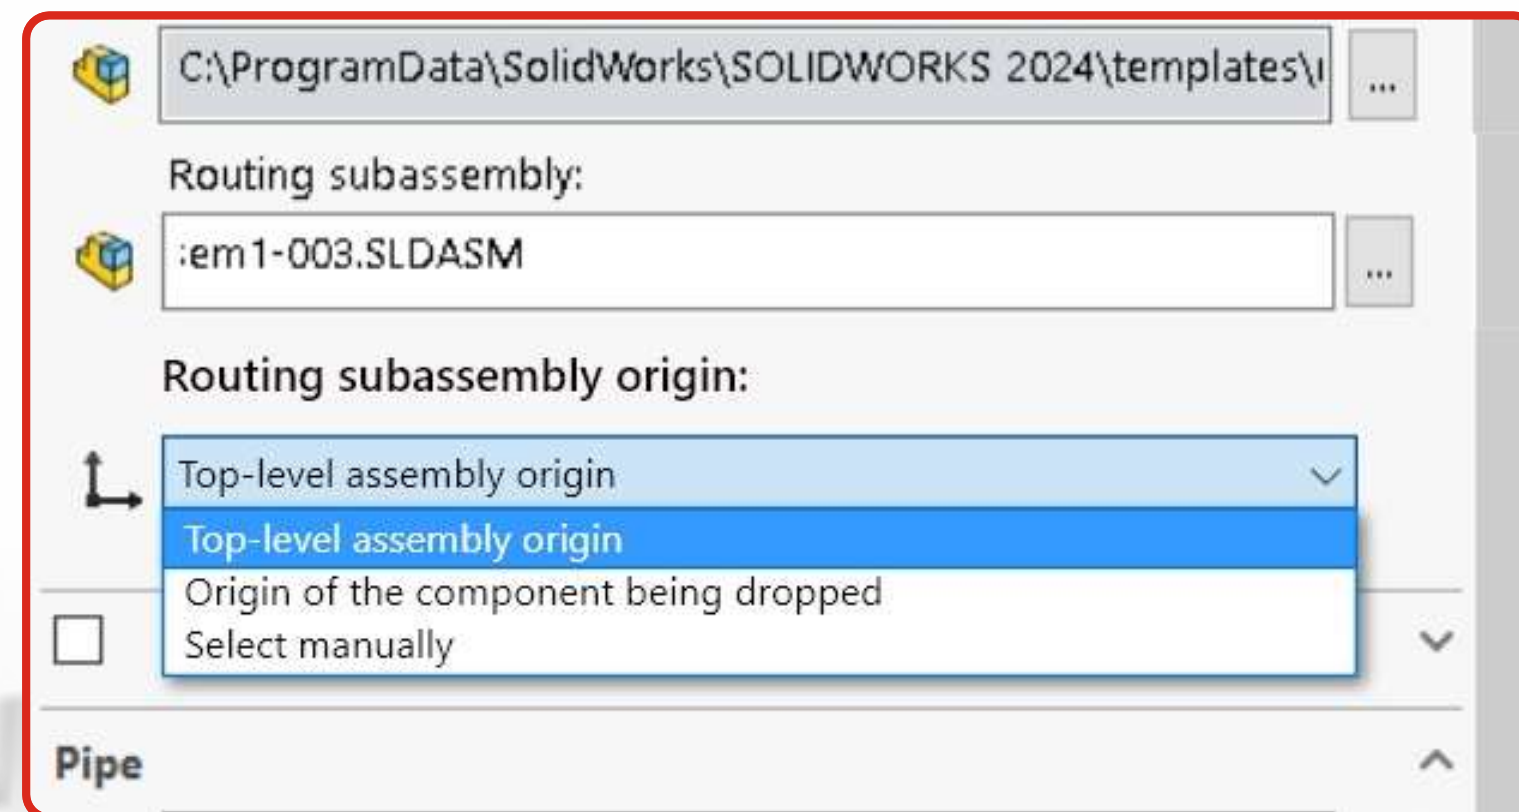 C:\ProgramData\SolidWorks\SOLIDWORKS 2024\templates\
...
Routing subassembly:
:em1-003.SLDASM
...
Routing subassembly origin:
Top-level assembly origin
Top-level assembly origin
Origin of the component being dropped
Select manually
Pipe